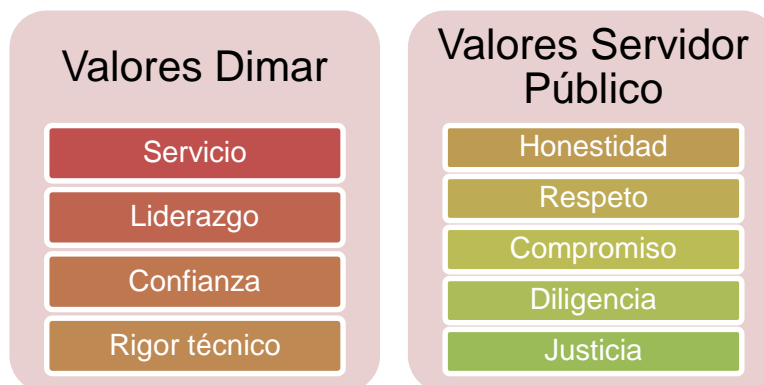 Valores Dimar
Servicio
Liderazgo
Confianza
Rigor técnico
Valores Servidor
Público
Honestidad
Respeto
Compromiso
Diligencia
Justicia